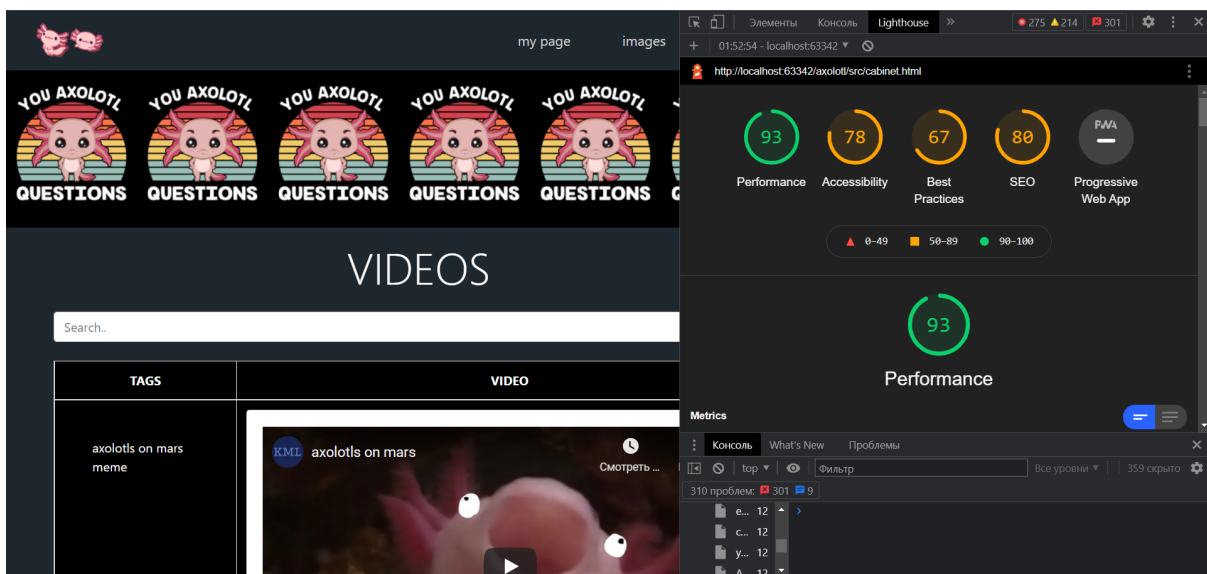 my page images
YOU AXOLOTL YOU AXOLOTL YOU AXOLOTL YOU AXOLOTL YOU AXOLOTL
QUESTIONS QUESTIONS QUESTIONS QUESTIONS QUESTIONS
VIDEOS
Search..
TAGS VIDEO
axolotls on mars
meme
KML axolotls on mars
Смотреть ...
Элементы Консоль Lighthouse » 275 214 301
+ 01:52:54 - localhost:63342
http://localhost:63342/axolotl/src/cabinet.html
93 78 67 80 PWA
Performance Accessibility Best Practices SEO Progressive Web App
0–49 50–89 90–100
93
Performance
Metrics
Консоль What's New Проблемы
top Фильтр Все уровни 359 скрыто
310 проблем: 301 9
e... 12
c... 12
y... 12